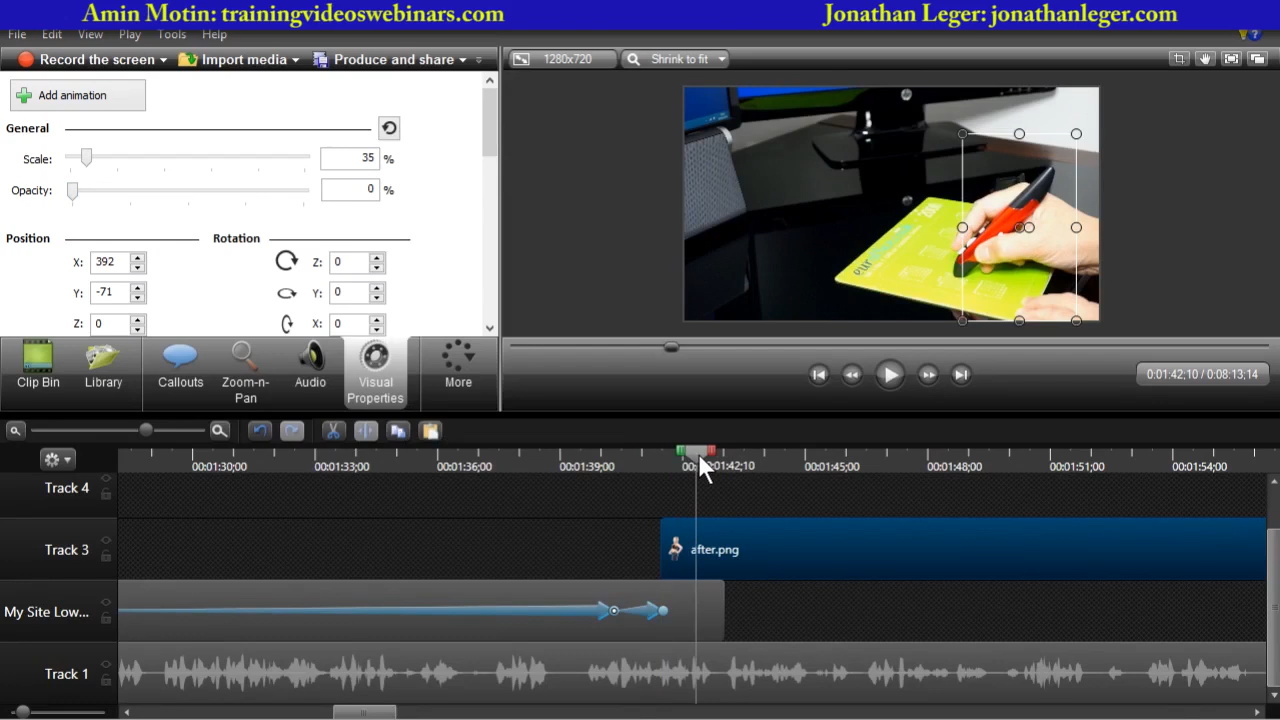 Amin Motin: trainingvideoswebinars.com
Jonathan Leger: jonathanleger.com
File Edit View Play Tools Help
Record the screen Import media Produce and share
1280x720 Shrink to fit
Add animation
General
Scale: 35 %
Opacity: 0 %
Position Rotation
X: 392 Z: 0
Y: -71 Y: 0
Z: 0 X: 0
Clip Bin Library Callouts Zoom-n-Pan Audio Visual Properties More
0:01:42;10 / 0:08:13;14
00:01:30;00 00:01:33;00 00:01:36;00 00:01:39;00 00:01:42;10 00:01:45;00 00:01:48;00 00:01:51;00 00:01:54;00
Track 4
Track 3 after.png
My Site Low...
Track 1